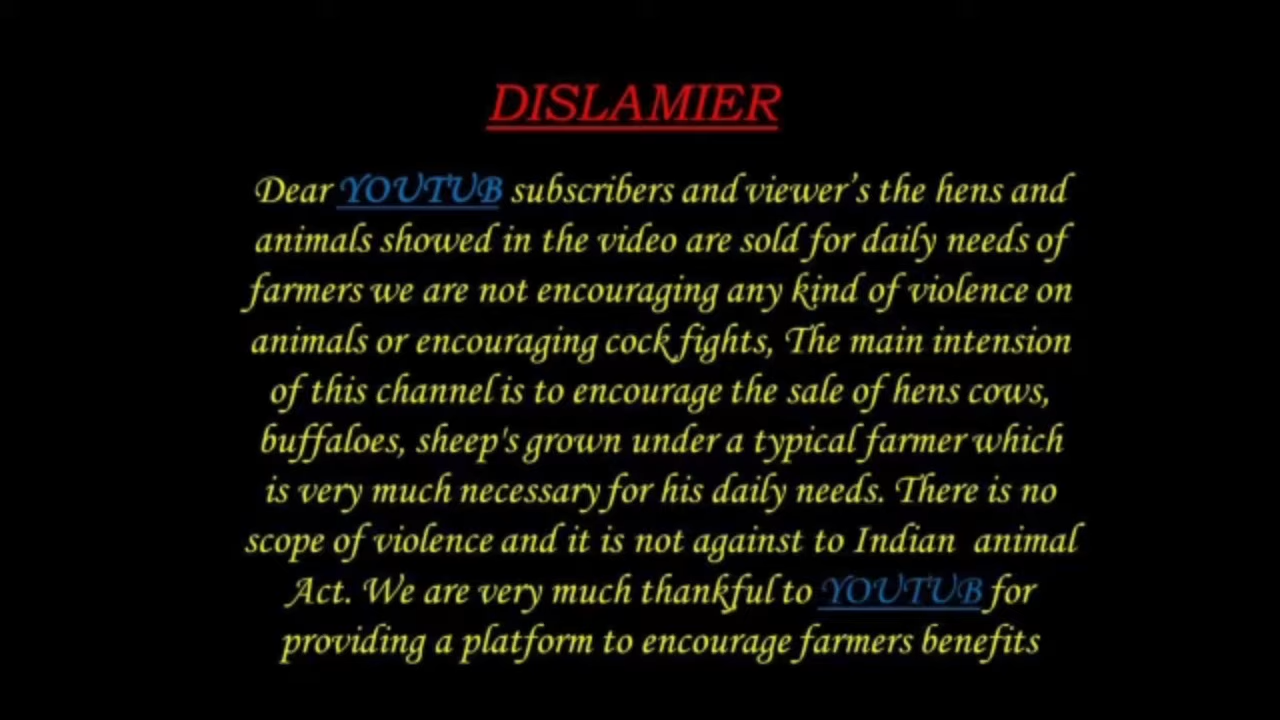 DISLAMIER
Dear YOUTUB subscribers and viewer's the hens and
animals showed in the video are sold for daily needs of
farmers we are not encouraging any kind of violence on
animals or encouraging cock fights, The main intension
of this channel is to encourage the sale of hens cows,
buffaloes, sheep's grown under a typical farmer which
is very much necessary for his daily needs. There is no
scope of violence and it is not against to Indian animal
Act. We are very much thankful to YOUTUB for
providing a platform to encourage farmers benefits